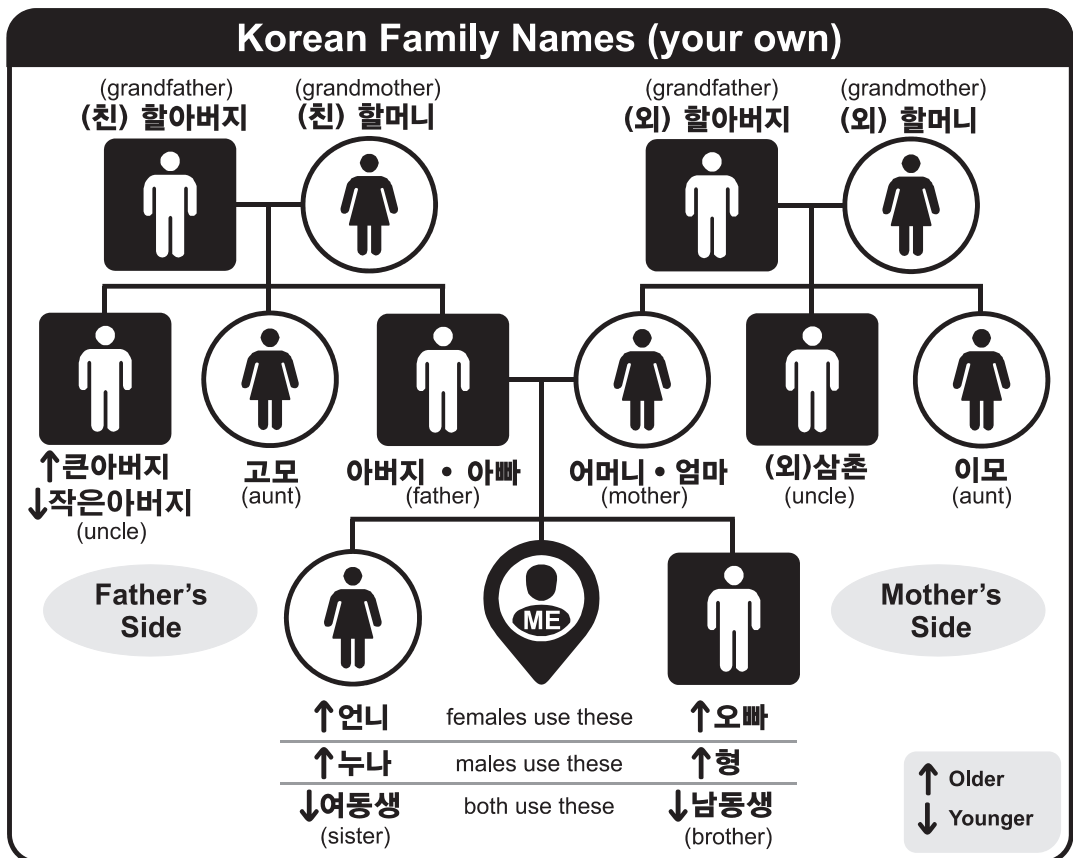 Korean Family Names (your own)
(grandfather)
(친) 할아버지
(grandmother)
(친) 할머니
(grandfather)
(외) 할아버지
(grandmother)
(외) 할머니
↑큰아버지
↓작은아버지
(uncle)
고모
(aunt)
아버지 • 아빠
(father)
어머니 • 엄마
(mother)
(외)삼촌
(uncle)
이모
(aunt)
Father's
Side
ME
Mother's
Side
↑언니 females use these ↑오빠
↑누나 males use these ↑형
↓여동생 both use these ↓남동생
(sister) (brother)
↑ Older
↓ Younger